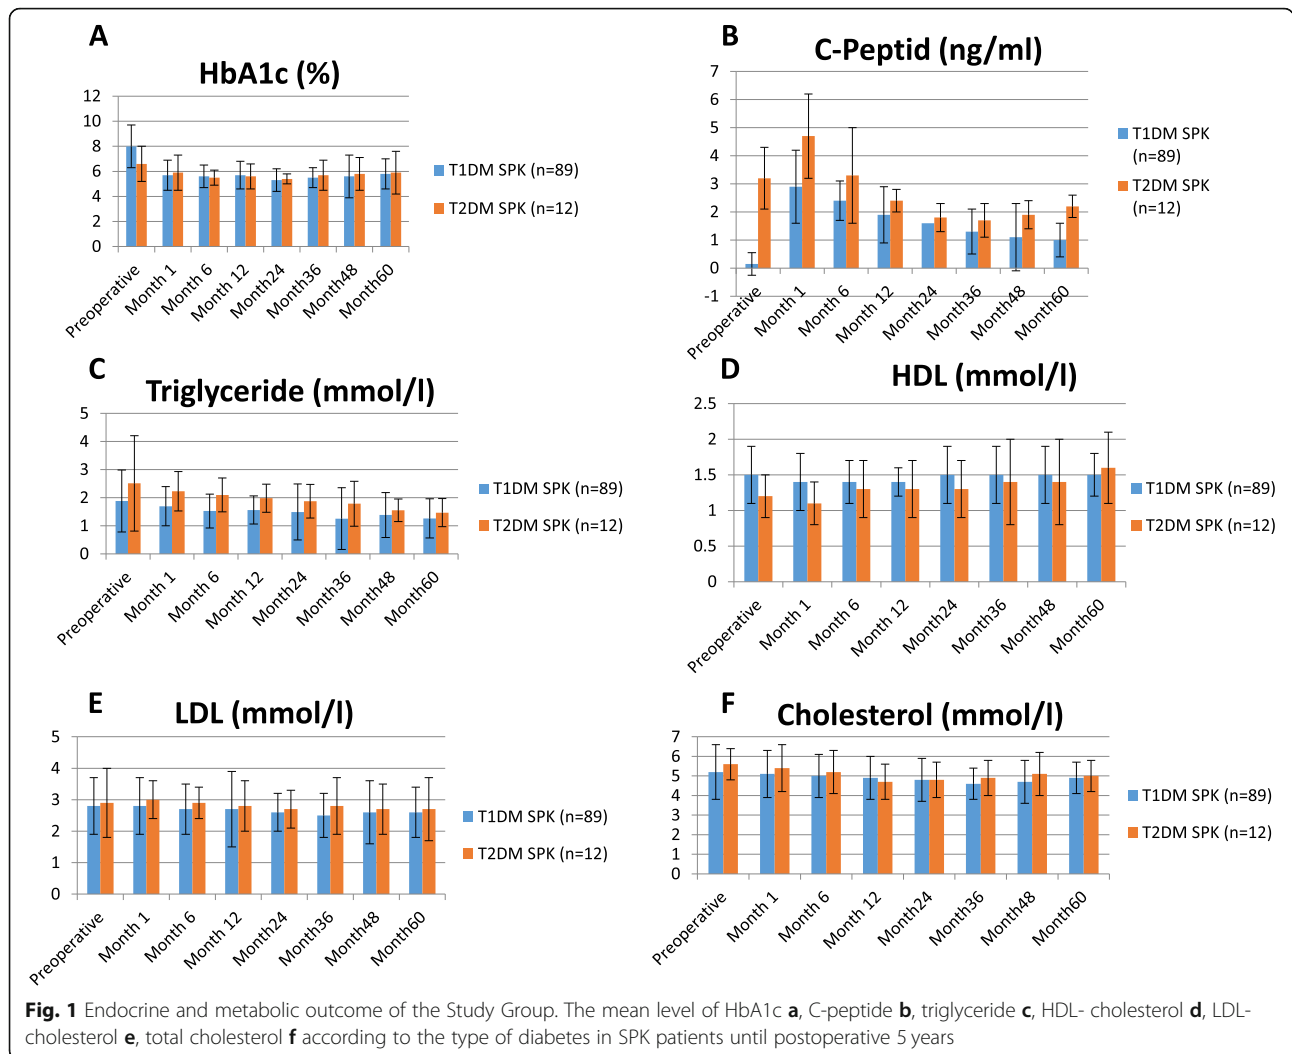 A
HbA1c (%)
12
10
8
6
4
2
0
Preoperative
Month 1
Month 6
Month 12
Month24
Month36
Month48
Month60
T1DM SPK (n=89)
T2DM SPK (n=12)
B
C-Peptid (ng/ml)
7
6
5
4
3
2
1
0
-1
Preoperative
Month 1
Month 6
Month 12
Month24
Month36
Month48
Month60
T1DM SPK
(n=89)
T2DM SPK
(n=12)
C
Triglyceride (mmol/l)
5
4
3
2
1
0
Preoperative
Month 1
Month 6
Month 12
Month24
Month36
Month48
Month60
T1DM SPK (n=89)
T2DM SPK (n=12)
D
HDL (mmol/l)
2.5
2
1.5
1
0.5
0
Preoperative
Month 1
Month 6
Month 12
Month24
Month36
Month48
Month60
T1DM SPK (n=89)
T2DM SPK (n=12)
E
LDL (mmol/l)
5
4
3
2
1
0
Preoperative
Month 1
Month 6
Month 12
Month24
Month36
Month48
Month60
T1DM SPK (n=89)
T2DM SPK (n=12)
F
Cholesterol (mmol/l)
7
6
5
4
3
2
1
0
Preoperative
Month 1
Month 6
Month 12
Month24
Month36
Month48
Month60
T1DM SPK (n=89)
T2DM SPK (n=12)
Fig. 1 Endocrine and metabolic outcome of the Study Group. The mean level of HbA1c a, C-peptide b, triglyceride c, HDL- cholesterol d, LDL-
cholesterol e, total cholesterol f according to the type of diabetes in SPK patients until postoperative 5 years